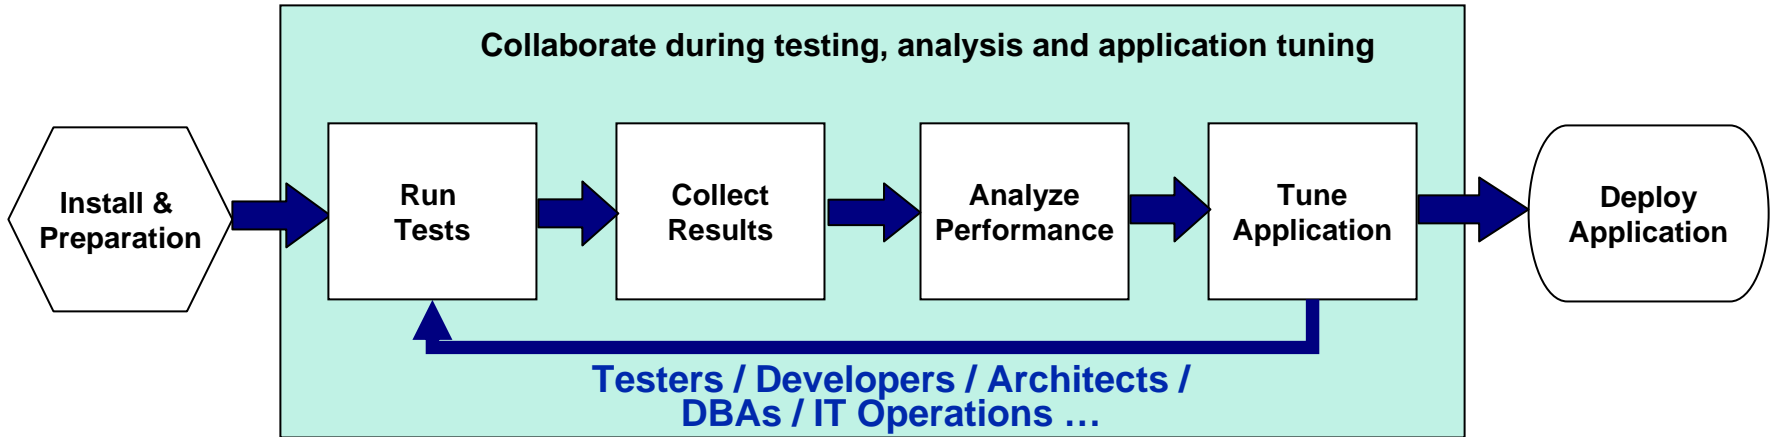 Collaborate during testing, analysis and application tuning
Install &
Preparation
Run
Tests
Collect
Results
Analyze
Performance
Tune
Application
Deploy
Application
Testers / Developers / Architects /
DBAs / IT Operations …